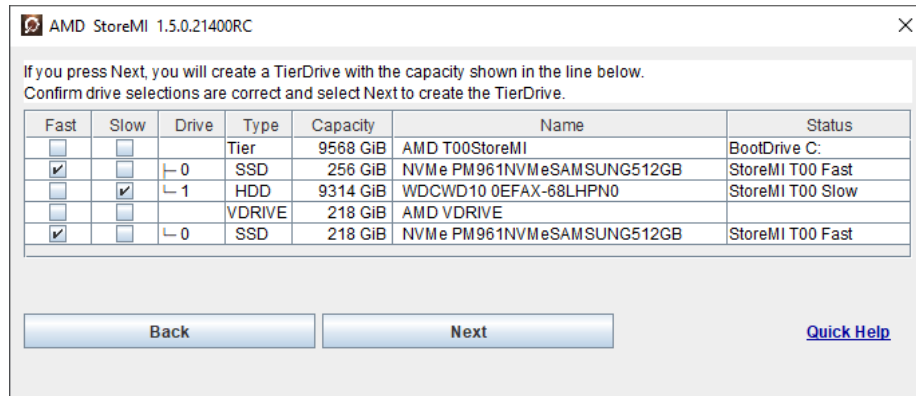 AMD StoreMI 1.5.0.21400RC
If you press Next, you will create a TierDrive with the capacity shown in the line below.
Confirm drive selections are correct and select Next to create the TierDrive.
Fast Slow Drive Type Capacity Name Status
Tier 9568 GiB AMD T00StoreMI BootDrive C:
0 SSD 256 GiB NVMe PM961NVMeSAMSUNG512GB StoreMI T00 Fast
1 HDD 9314 GiB WDCWD10 0EFAX-68LHPN0 StoreMI T00 Slow
VDRIVE 218 GiB AMD VDRIVE
0 SSD 218 GiB NVMe PM961NVMeSAMSUNG512GB StoreMI T00 Fast
Back Next Quick Help